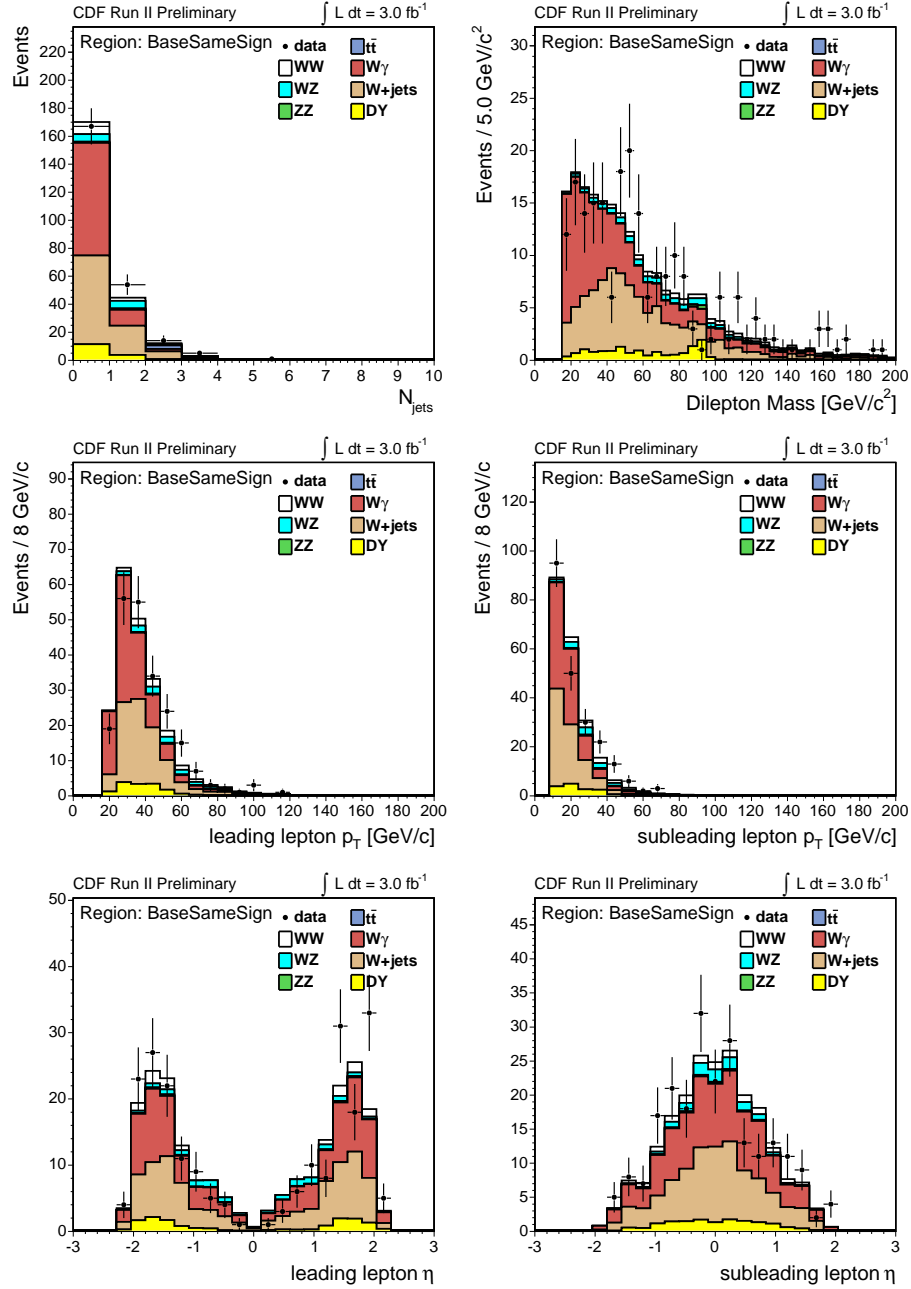 CDF Run II Preliminary ∫ L dt = 3.0 fb⁻¹
Region: BaseSameSign
data
WW
WZ
ZZ
tt̄
Wγ
W+jets
DY
Events
220
200
180
160
140
120
100
80
60
40
20
0
0 1 2 3 4 5 6 7 8 9 10
N_jets
CDF Run II Preliminary ∫ L dt = 3.0 fb⁻¹
Region: BaseSameSign
data
WW
WZ
ZZ
tt̄
Wγ
W+jets
DY
Events / 5.0 GeV/c²
30
25
20
15
10
5
0
0 20 40 60 80 100 120 140 160 180 200
Dilepton Mass [GeV/c²]
CDF Run II Preliminary ∫ L dt = 3.0 fb⁻¹
Region: BaseSameSign
data
WW
WZ
ZZ
tt̄
Wγ
W+jets
DY
Events / 8 GeV/c
90
80
70
60
50
40
30
20
10
0
0 20 40 60 80 100 120 140 160 180 200
leading lepton p_T [GeV/c]
CDF Run II Preliminary ∫ L dt = 3.0 fb⁻¹
Region: BaseSameSign
data
WW
WZ
ZZ
tt̄
Wγ
W+jets
DY
Events / 8 GeV/c
120
100
80
60
40
20
0
0 20 40 60 80 100 120 140 160 180 200
subleading lepton p_T [GeV/c]
CDF Run II Preliminary ∫ L dt = 3.0 fb⁻¹
Region: BaseSameSign
data
WW
WZ
ZZ
tt̄
Wγ
W+jets
DY
50
40
30
20
10
0
-3 -2 -1 0 1 2 3
leading lepton η
CDF Run II Preliminary ∫ L dt = 3.0 fb⁻¹
Region: BaseSameSign
data
WW
WZ
ZZ
tt̄
Wγ
W+jets
DY
45
40
35
30
25
20
15
10
5
0
-3 -2 -1 0 1 2 3
subleading lepton η